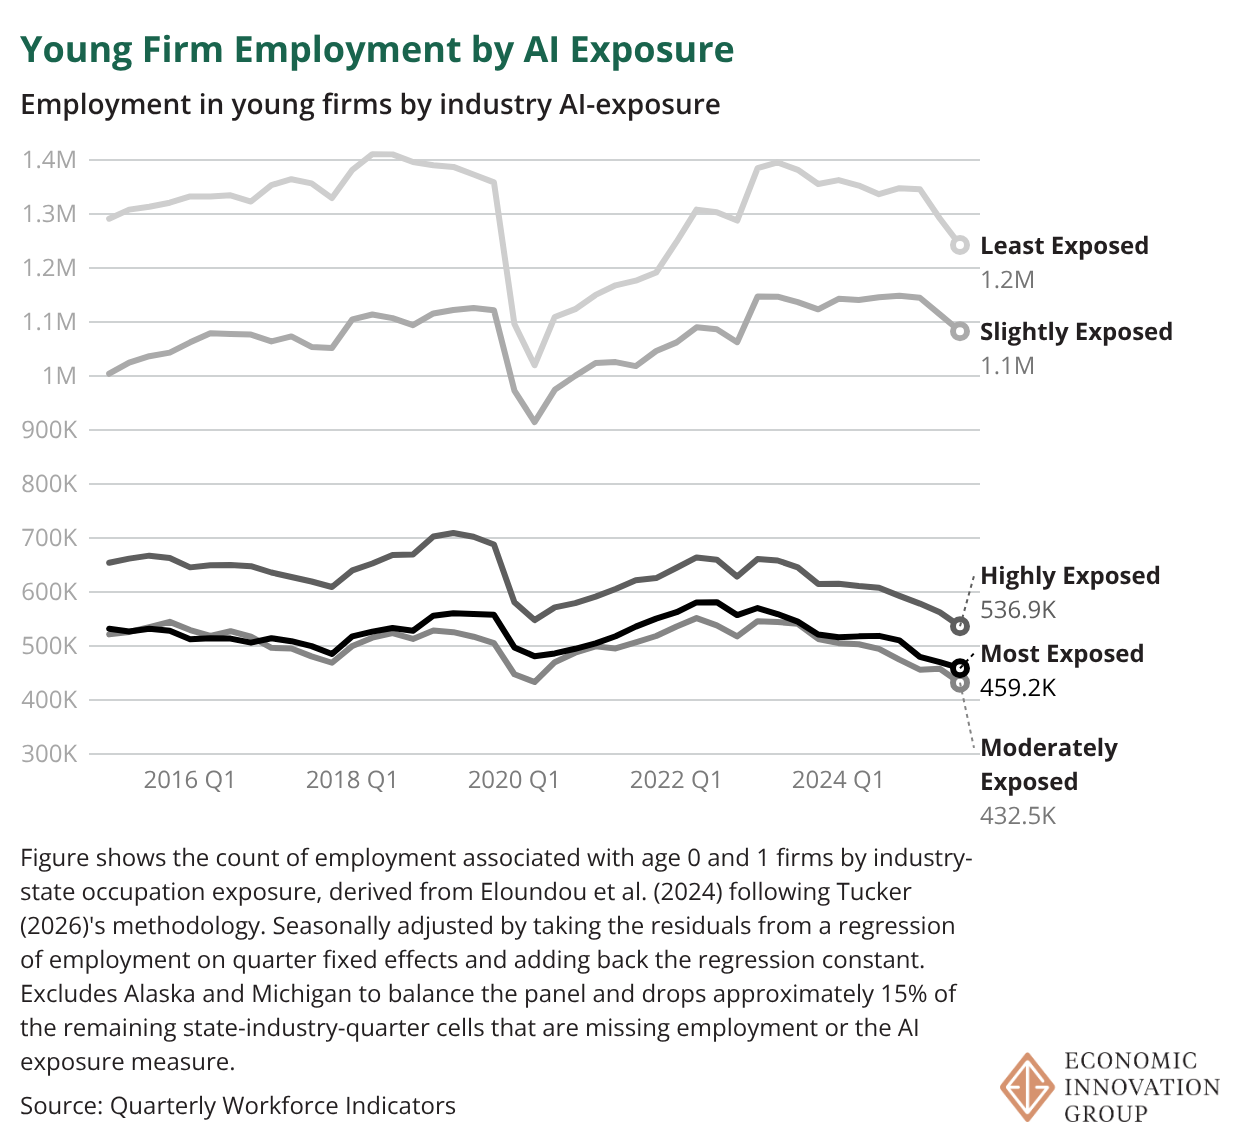 Young Firm Employment by AI Exposure
Employment in young firms by industry AI-exposure
1.4M
1.3M
1.2M
1.1M
1M
900K
800K
700K
600K
500K
400K
300K
Least Exposed
1.2M
Slightly Exposed
1.1M
Highly Exposed
536.9K
Most Exposed
459.2K
Moderately
Exposed
432.5K
2016 Q1 2018 Q1 2020 Q1 2022 Q1 2024 Q1
Figure shows the count of employment associated with age 0 and 1 firms by industry-
state occupation exposure, derived from Eloundou et al. (2024) following Tucker
(2026)'s methodology. Seasonally adjusted by taking the residuals from a regression
of employment on quarter fixed effects and adding back the regression constant.
Excludes Alaska and Michigan to balance the panel and drops approximately 15% of
the remaining state-industry-quarter cells that are missing employment or the AI
exposure measure.
Source: Quarterly Workforce Indicators
ECONOMIC
INNOVATION
GROUP